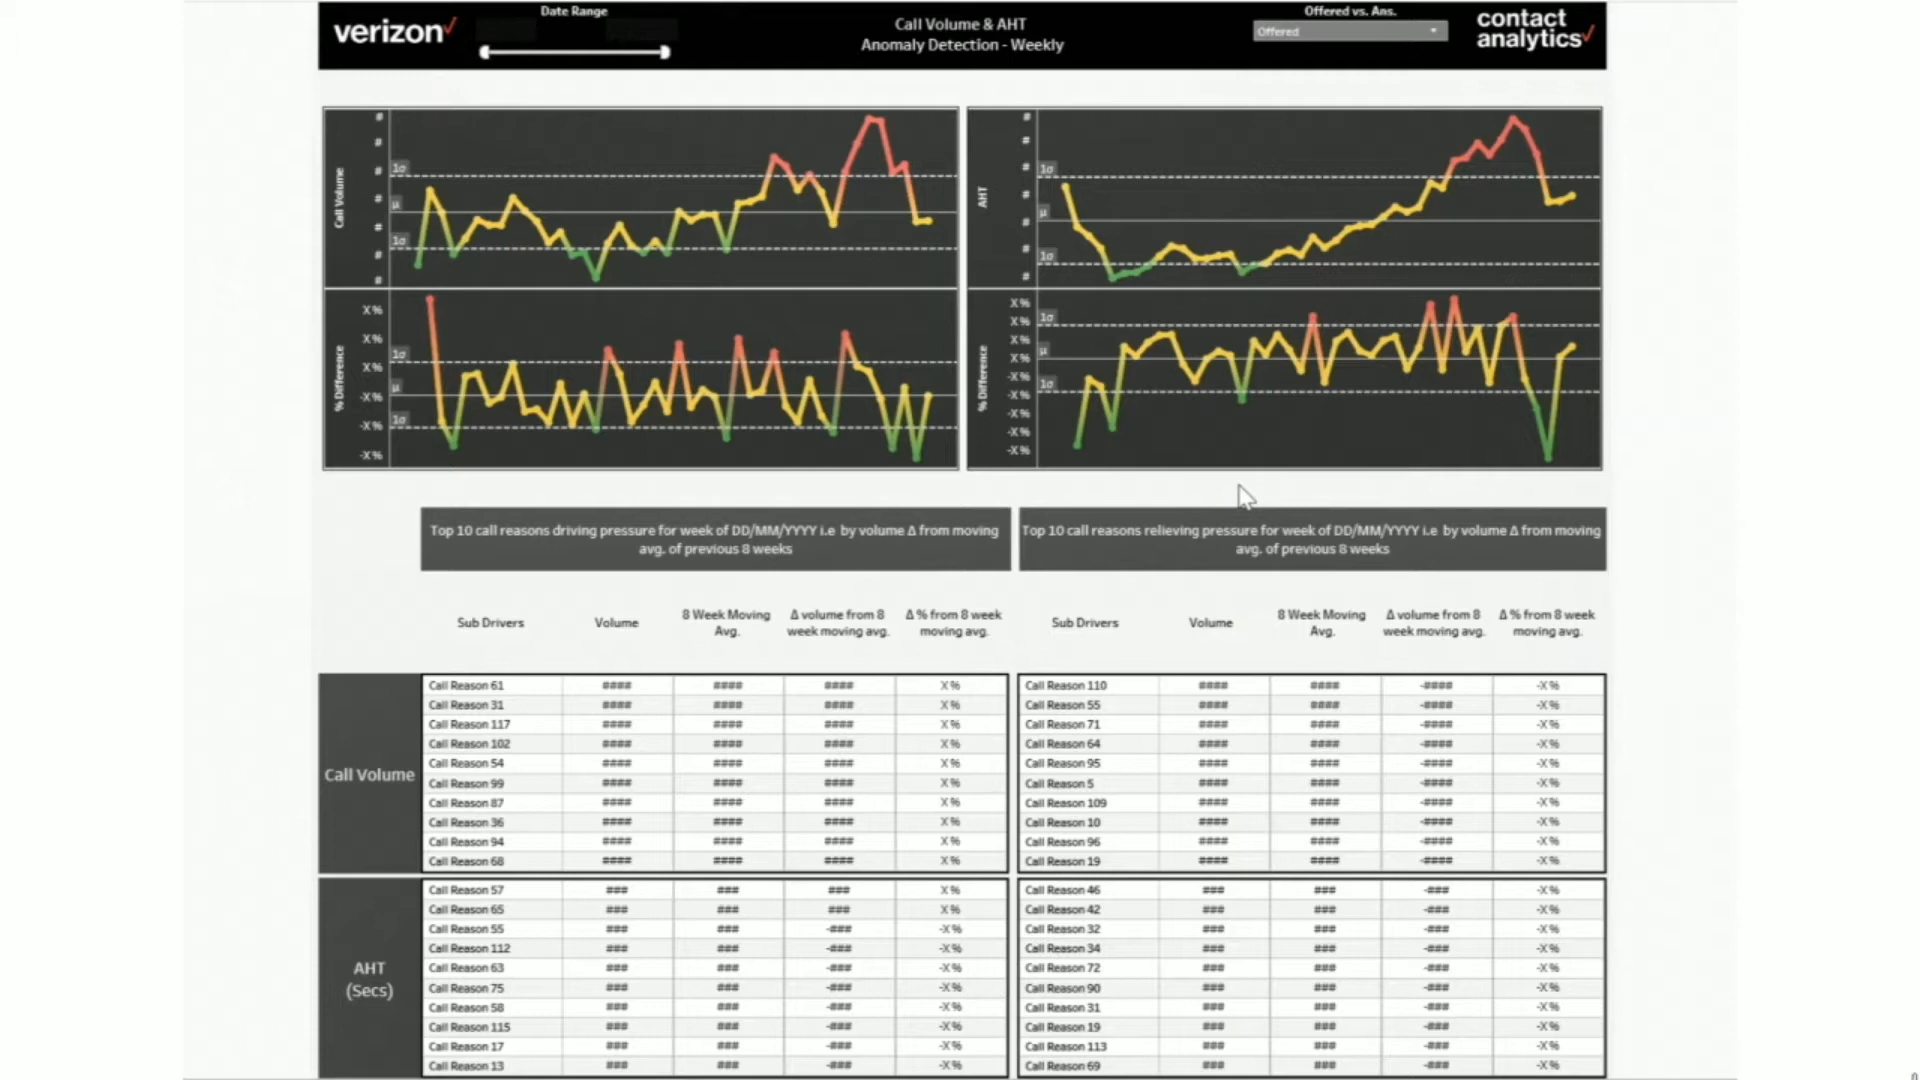 verizon✓
Date Range
Call Volume & AHT
Anomaly Detection - Weekly
Offered vs. Ans.
Offered
contact
analytics✓
Call Volume
#
#
#
#
#
#
#
1σ
μ
1σ
% Difference
X%
X%
X%
-X%
-X%
-X%
1σ
μ
1σ
AHT
#
#
#
#
#
#
#
1σ
μ
1σ
% Difference
X%
X%
X%
X%
-X%
-X%
-X%
-X%
-X%
1σ
μ
1σ
Top 10 call reasons driving pressure for week of DD/MM/YYYY i.e by volume Δ from moving
avg. of previous 8 weeks
Top 10 call reasons relieving pressure for week of DD/MM/YYYY i.e by volume Δ from moving
avg. of previous 8 weeks
Sub Drivers Volume 8 Week Moving Avg. Δ volume from 8 week moving avg. Δ % from 8 week moving avg. Sub Drivers Volume 8 Week Moving Avg. Δ volume from 8 week moving avg. Δ % from 8 week moving avg.
Call Volume
Call Reason 61 #### #### #### X% Call Reason 110 #### #### -#### -X%
Call Reason 31 #### #### #### X% Call Reason 55 #### #### -#### -X%
Call Reason 117 #### #### #### X% Call Reason 71 #### #### -#### -X%
Call Reason 102 #### #### #### X% Call Reason 64 #### #### -#### -X%
Call Reason 54 #### #### #### X% Call Reason 95 #### #### -#### -X%
Call Reason 99 #### #### #### X% Call Reason 5 #### #### -#### -X%
Call Reason 87 #### #### #### X% Call Reason 109 #### #### -#### -X%
Call Reason 36 #### #### #### X% Call Reason 10 #### #### -#### -X%
Call Reason 94 #### #### #### X% Call Reason 96 #### #### -#### -X%
Call Reason 68 #### #### #### X% Call Reason 19 #### #### -#### -X%
AHT
(Secs)
Call Reason 57 ### ### ### X% Call Reason 46 ### ### -### -X%
Call Reason 65 ### ### ### X% Call Reason 42 ### ### -### -X%
Call Reason 55 ### ### -### -X% Call Reason 32 ### ### -### -X%
Call Reason 112 ### ### -### -X% Call Reason 34 ### ### -### -X%
Call Reason 63 ### ### -### -X% Call Reason 72 ### ### -### -X%
Call Reason 75 ### ### -### -X% Call Reason 90 ### ### -### -X%
Call Reason 58 ### ### -### -X% Call Reason 31 ### ### -### -X%
Call Reason 115 ### ### -### -X% Call Reason 19 ### ### -### -X%
Call Reason 17 ### ### -### -X% Call Reason 113 ### ### -### -X%
Call Reason 13 ### ### -### -X% Call Reason 69 ### ### -### -X%